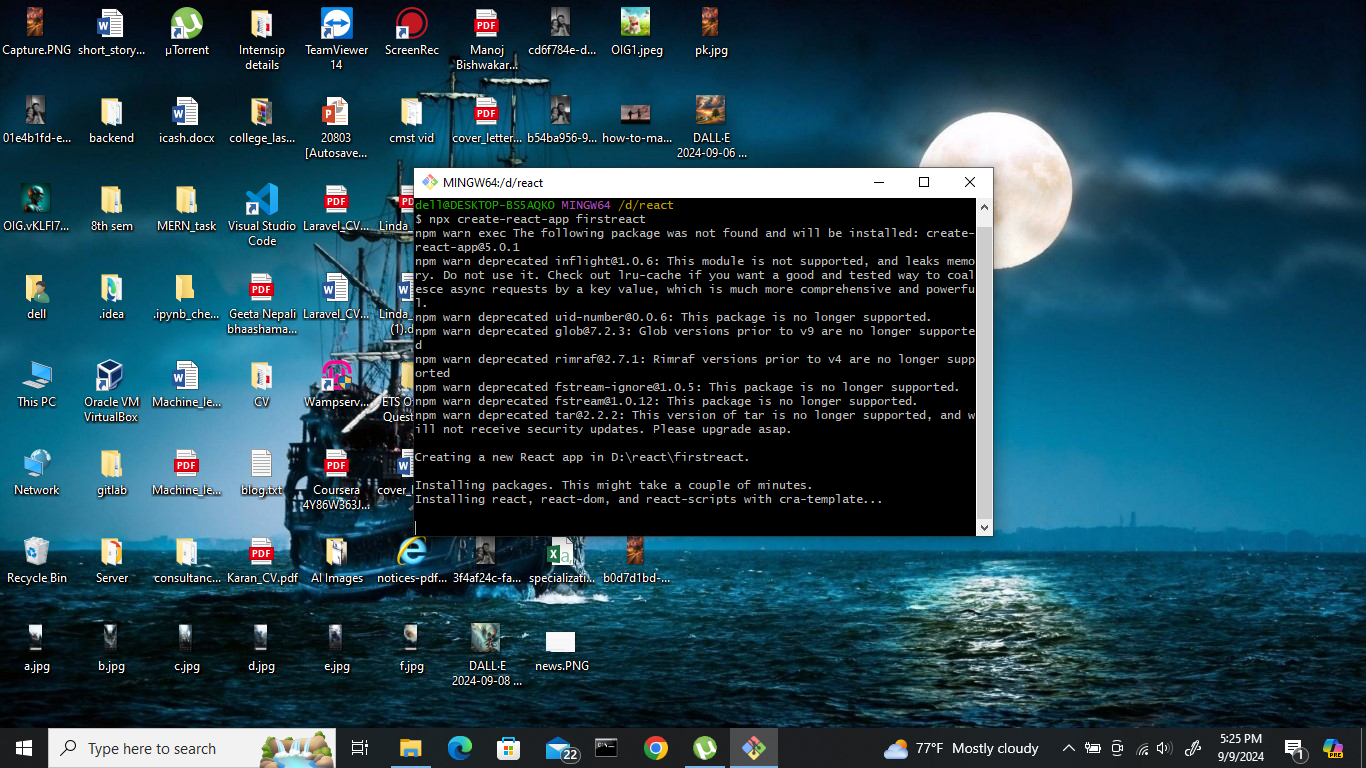 Capture.PNG
short_story...
µTorrent
Internsip
details
TeamViewer
14
ScreenRec
Manoj
Bishwakar...
cd6f784e-d...
OIG1.jpeg
pk.jpg
01e4b1fd-e...
backend
icash.docx
college_las...
20803
[Autosave...
cmst vid
cover_letter...
b54ba956-9...
how-to-ma...
DALL·E
2024-09-06 ...
OIG.vKLFI7...
8th sem
MERN_task
Visual Studio
Code
Laravel_CV...
Linda_
dell
.idea
.ipynb_che...
Geeta Nepali
bhaashama...
Laravel_CV...
Linda_
(1).d
This PC
Oracle VM
VirtualBox
Machine_le...
CV
Wampserv...
ETS O
Quest
Network
gitlab
Machine_le...
blog.txt
Coursera
4Y86W363J...
cover_l
Recycle Bin
Server
consultanc...
Karan_CV.pdf
AI Images
notices-pdf...
3f4af24c-fa...
specializati...
b0d7d1bd-...
a.jpg
b.jpg
c.jpg
d.jpg
e.jpg
f.jpg
DALL·E
2024-09-08 ...
news.PNG
MINGW64:/d/react
dell@DESKTOP-BS5AQKO MINGW64 /d/react
$ npx create-react-app firstreact
npm warn exec The following package was not found and will be installed: create-
react-app@5.0.1
npm warn deprecated inflight@1.0.6: This module is not supported, and leaks memo
ry. Do not use it. Check out lru-cache if you want a good and tested way to coal
esce async requests by a key value, which is much more comprehensive and powerfu
l.
npm warn deprecated uid-number@0.0.6: This package is no longer supported.
npm warn deprecated glob@7.2.3: Glob versions prior to v9 are no longer supporte
d
npm warn deprecated rimraf@2.7.1: Rimraf versions prior to v4 are no longer supp
orted
npm warn deprecated fstream-ignore@1.0.5: This package is no longer supported.
npm warn deprecated fstream@1.0.12: This package is no longer supported.
npm warn deprecated tar@2.2.2: This version of tar is no longer supported, and w
ill not receive security updates. Please upgrade asap.
Creating a new React app in D:\react\firstreact.
Installing packages. This might take a couple of minutes.
Installing react, react-dom, and react-scripts with cra-template...
Type here to search
22
77°F Mostly cloudy
5:25 PM
9/9/2024
1
PRE